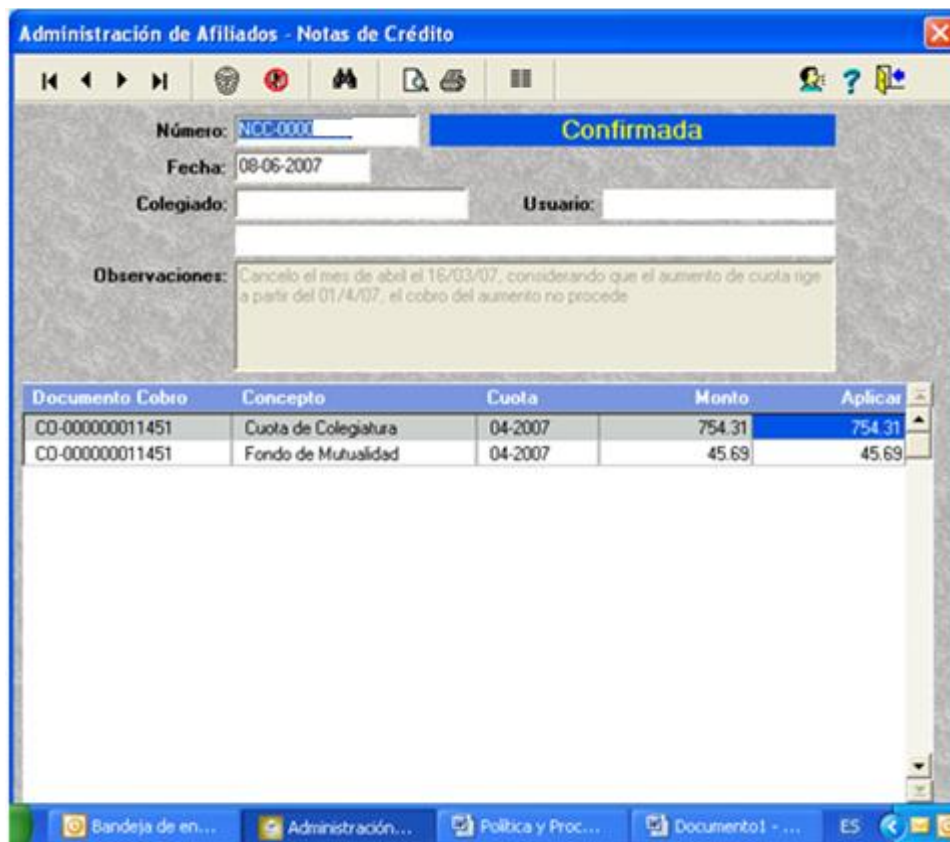 Administración de Afiliados - Notas de Crédito
Número: NCC-0000 Confirmada
Fecha: 08-06-2007
Colegiado: Usuario:
Observaciones: Cancelo el mes de abil el 16/03/07, considerando que el aumento de cuota rige
a partir del 01/4/07, el cobro del aumento no procede
Documento Cobro Concepto Cuota Monto Aplicar
CO-000000011451 Cuota de Colegiatura 04-2007 754.31 754.31
CO-000000011451 Fondo de Mutualidad 04-2007 45.69 45.69
Bandeja de en... Administración... Política y Proc... Documento1 - ... ES